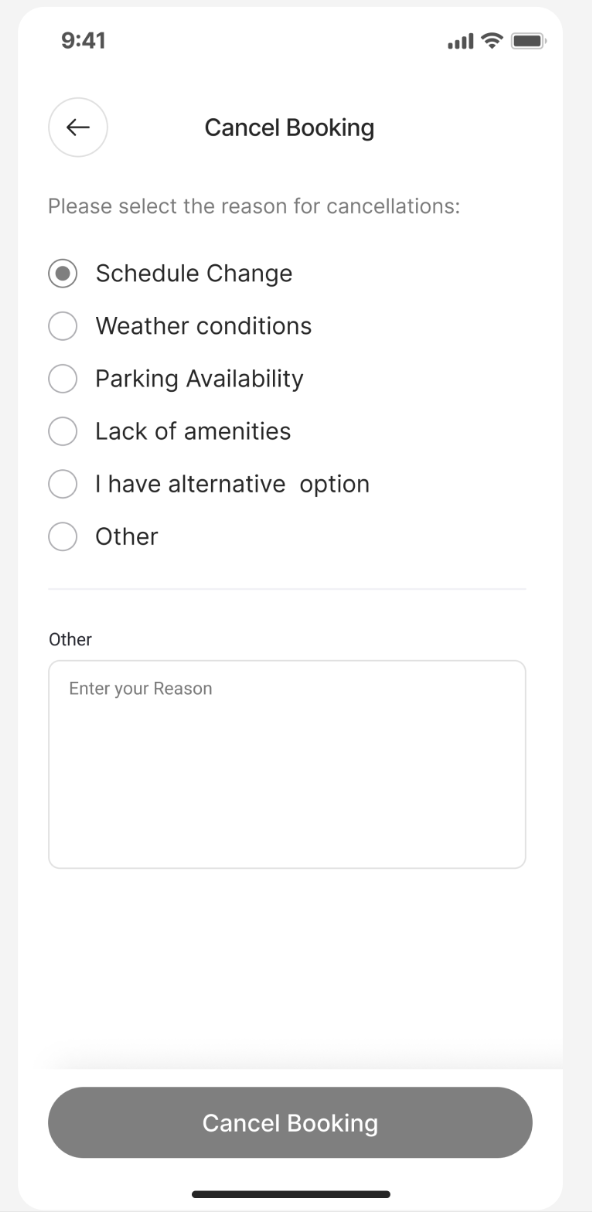 9:41
Cancel Booking
Please select the reason for cancellations:
Schedule Change
Weather conditions
Parking Availability
Lack of amenities
I have alternative  option
Other
Other
Enter your Reason
Cancel Booking